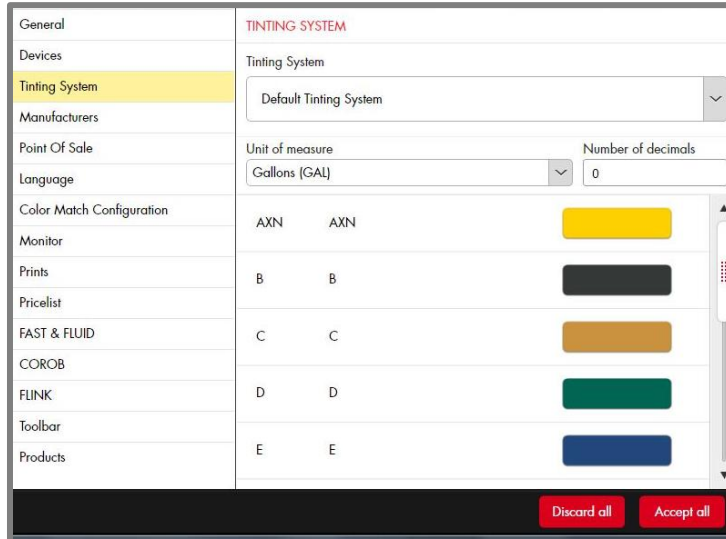 General
Devices
Tinting System
Manufacturers
Point Of Sale
Language
Color Match Configuration
Monitor
Prints
Pricelist
FAST & FLUID
COROB
FLINK
Toolbar
Products
TINTING SYSTEM
Tinting System
Default Tinting System
Unit of measure Number of decimals
Gallons (GAL) 0
AXN AXN
B B
C C
D D
E E
Discard all Accept all